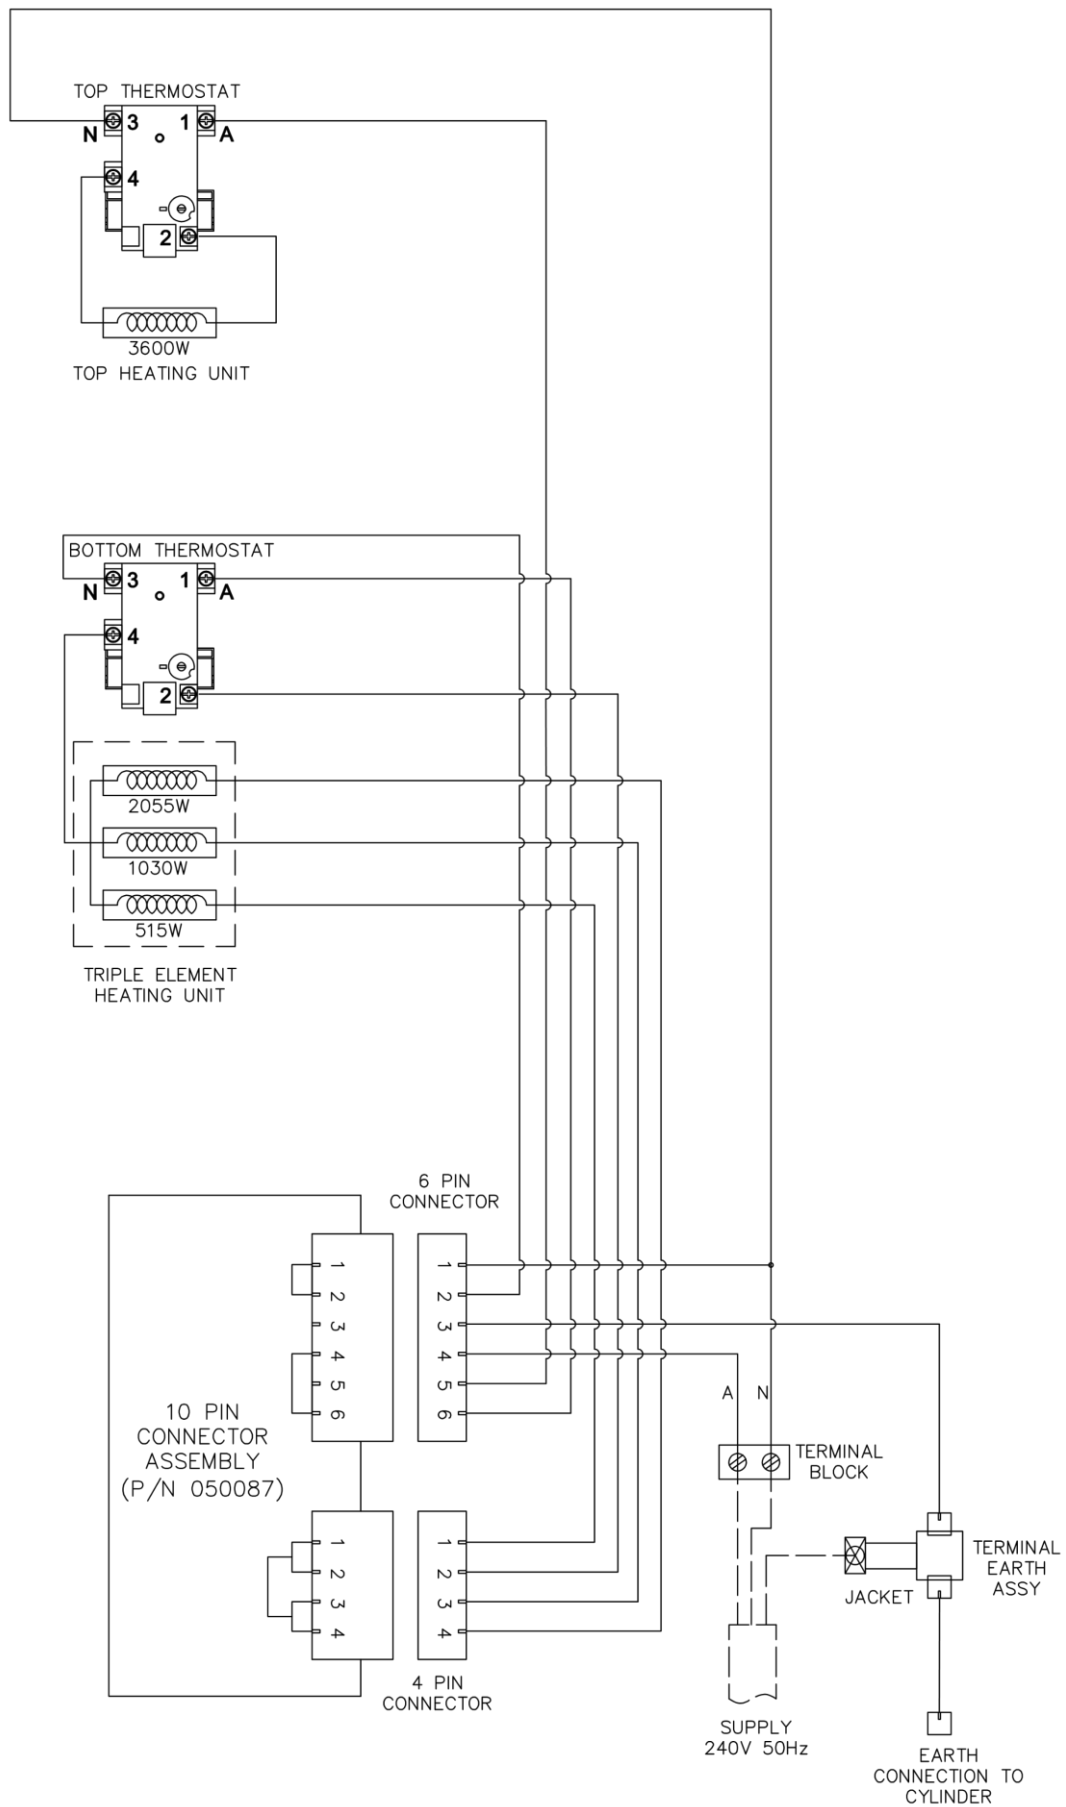 TOP THERMOSTAT
3 1
N A
4
2
3600W
TOP HEATING UNIT
BOTTOM THERMOSTAT
3 1
N A
4
2
2055W
1030W
515W
TRIPLE ELEMENT
HEATING UNIT
6 PIN
CONNECTOR
1 1
2 2
3 3
4 4
5 5
6 6
A N
10 PIN
CONNECTOR
ASSEMBLY
(P/N 050087)
TERMINAL
BLOCK
1 1
2 2
3 3
4 4
TERMINAL
EARTH
ASSY
JACKET
4 PIN
CONNECTOR
SUPPLY
240V 50Hz
EARTH
CONNECTION TO
CYLINDER